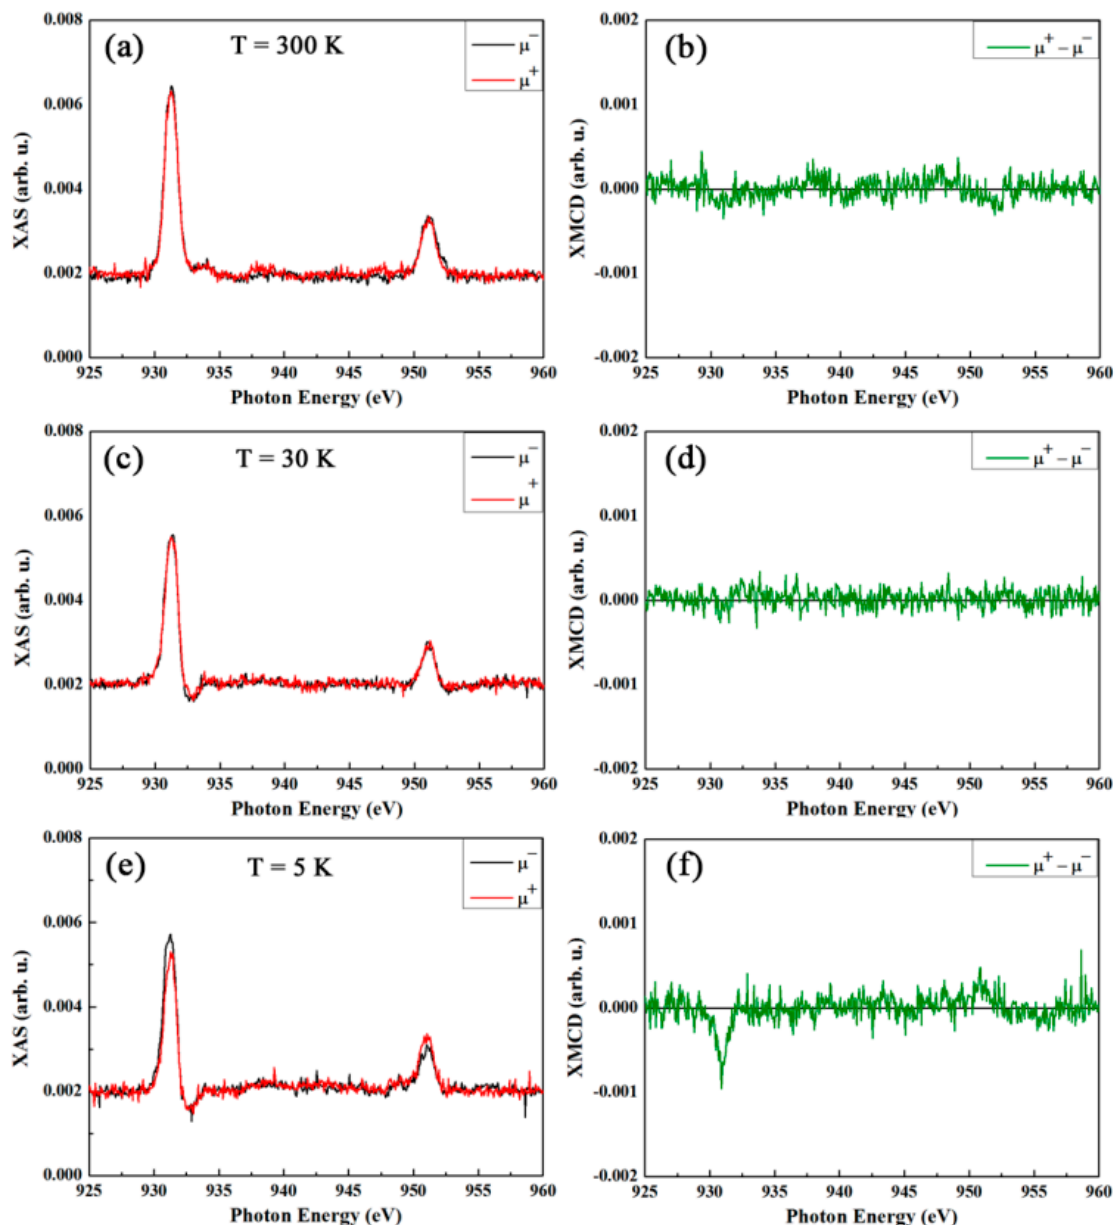 (a) T = 300 K
μ⁻
μ⁺
XAS (arb. u.)
0.008
0.006
0.004
0.002
0.000
925 930 935 940 945 950 955 960
Photon Energy (eV)
(b)
μ⁺ – μ⁻
XMCD (arb. u.)
0.002
0.001
0.000
-0.001
-0.002
925 930 935 940 945 950 955 960
Photon Energy (eV)
(c) T = 30 K
μ⁻
μ⁺
XAS (arb. u.)
0.008
0.006
0.004
0.002
0.000
925 930 935 940 945 950 955 960
Photon Energy (eV)
(d)
μ⁺ – μ⁻
XMCD (arb. u.)
0.002
0.001
0.000
-0.001
-0.002
925 930 935 940 945 950 955 960
Photon Energy (eV)
(e) T = 5 K
μ⁻
μ⁺
XAS (arb. u.)
0.008
0.006
0.004
0.002
0.000
925 930 935 940 945 950 955 960
Photon Energy (eV)
(f)
μ⁺ – μ⁻
XMCD (arb. u.)
0.002
0.001
0.000
-0.001
-0.002
925 930 935 940 945 950 955 960
Photon Energy (eV)